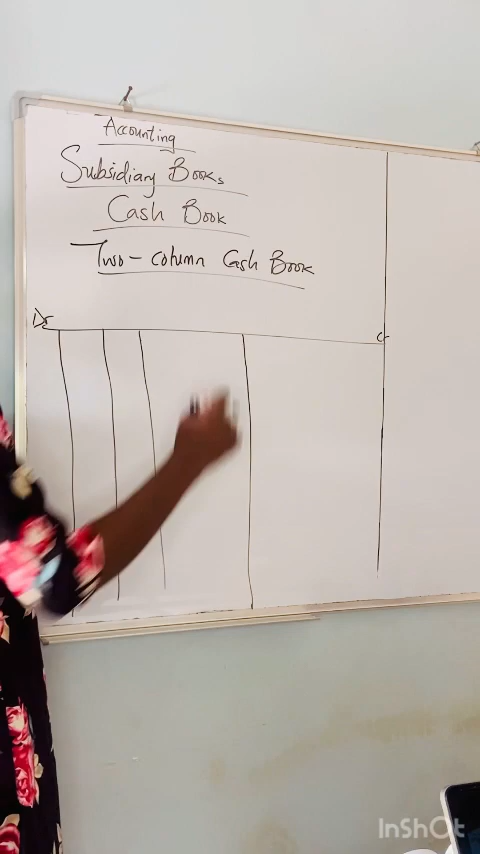 Accounting
Subsidiary Books
Cash Book
Two-column Cash Book
Dr
Cr
InShOt